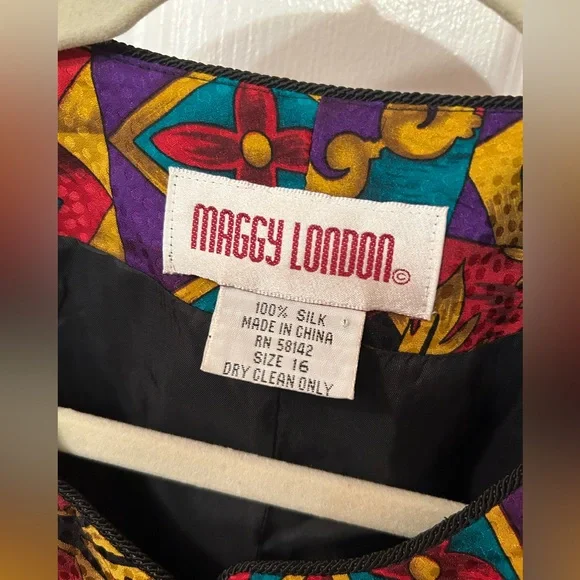 MAGGY LONDON©
100% SILK
MADE IN CHINA
RN 58142
SIZE 16
DRY CLEAN ONLY